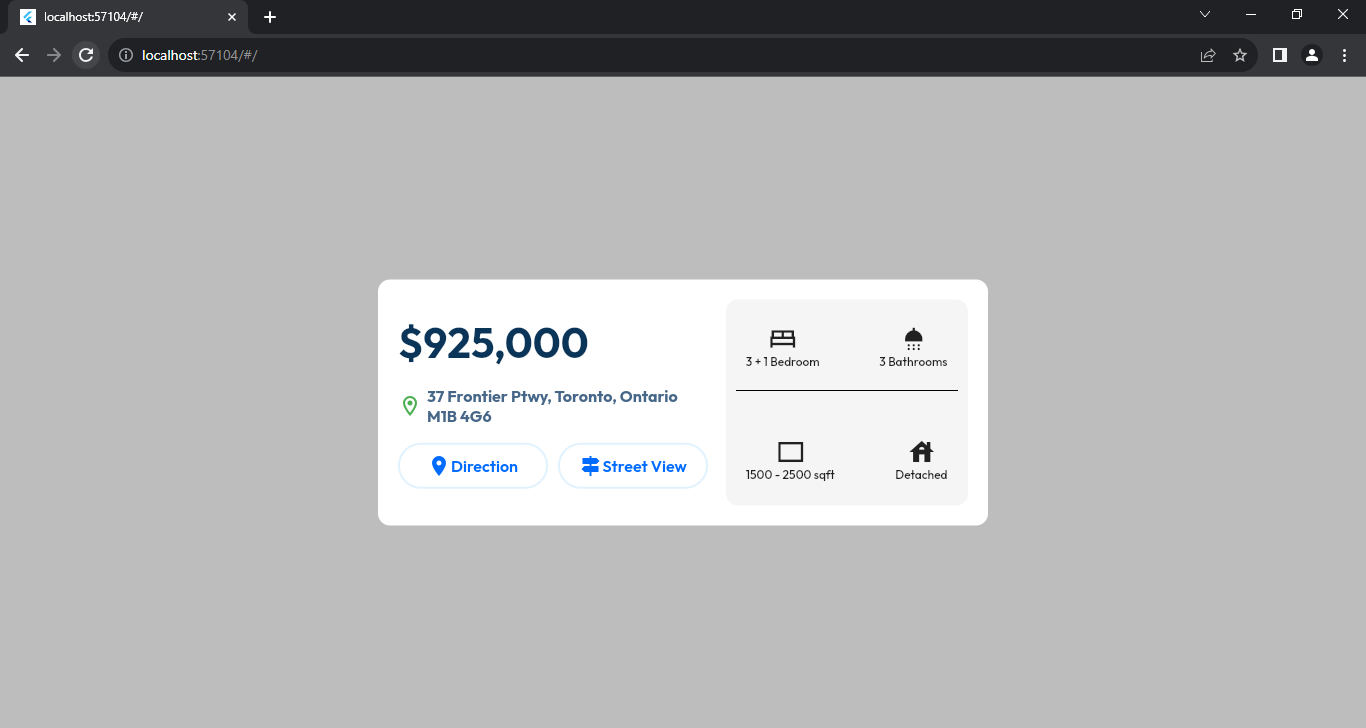 localhost:57104/#/
localhost:57104/#/
$925,000
37 Frontier Ptwy, Toronto, Ontario
M1B 4G6
Direction
Street View
3 + 1 Bedroom
3 Bathrooms
1500 - 2500 sqft
Detached